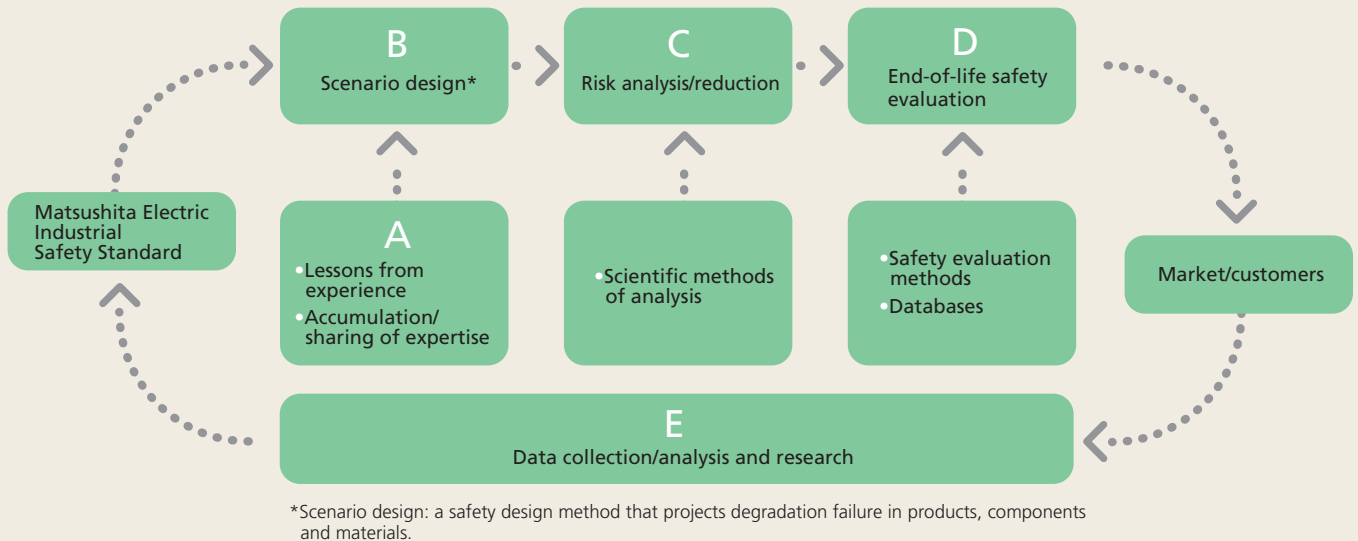 B
Scenario design*
C
Risk analysis/reduction
D
End-of-life safety
evaluation
Matsushita Electric
Industrial
Safety Standard
A
•Lessons from
experience
•Accumulation/
sharing of expertise
•Scientific methods
of analysis
•Safety evaluation
methods
•Databases
Market/customers
E
Data collection/analysis and research
*Scenario design: a safety design method that projects degradation failure in products, components
and materials.